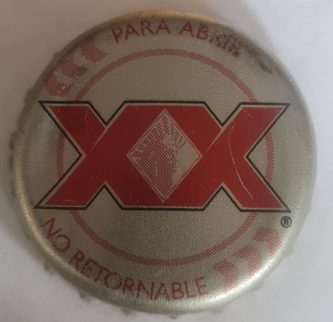 PARA ABRIR
XX
®
NO RETORNABLE